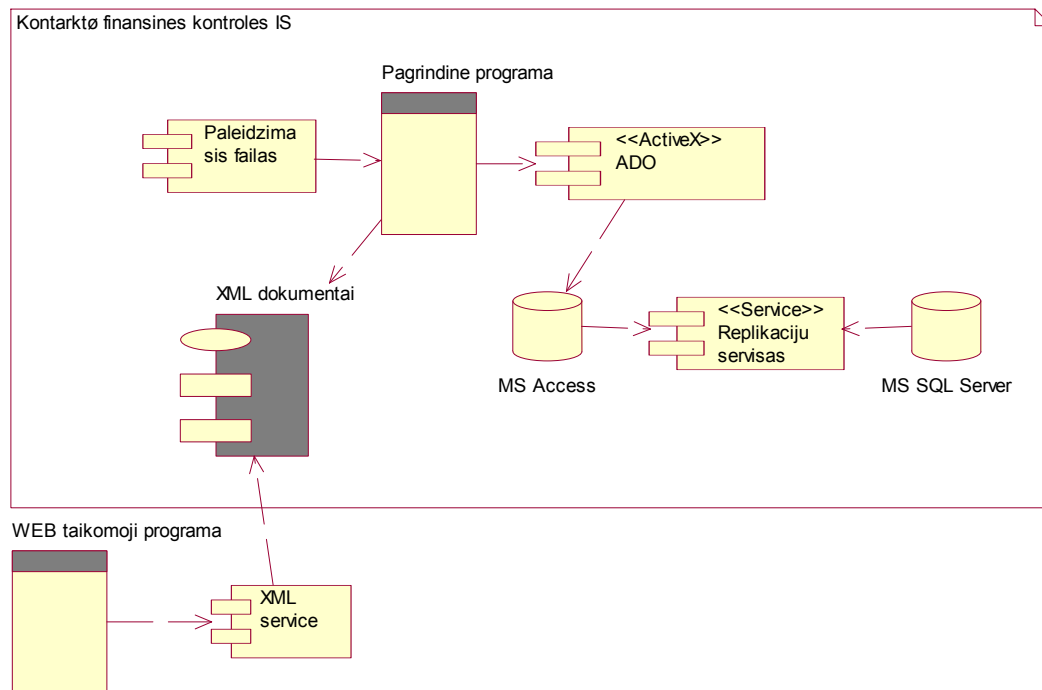 Kontarktø finansines kontroles IS
Pagrindine programa
Paleidzima
sis failas
<<ActiveX>>
ADO
XML dokumentai
<<Service>>
Replikaciju
servisas
MS Access
MS SQL Server
WEB taikomoji programa
XML
service